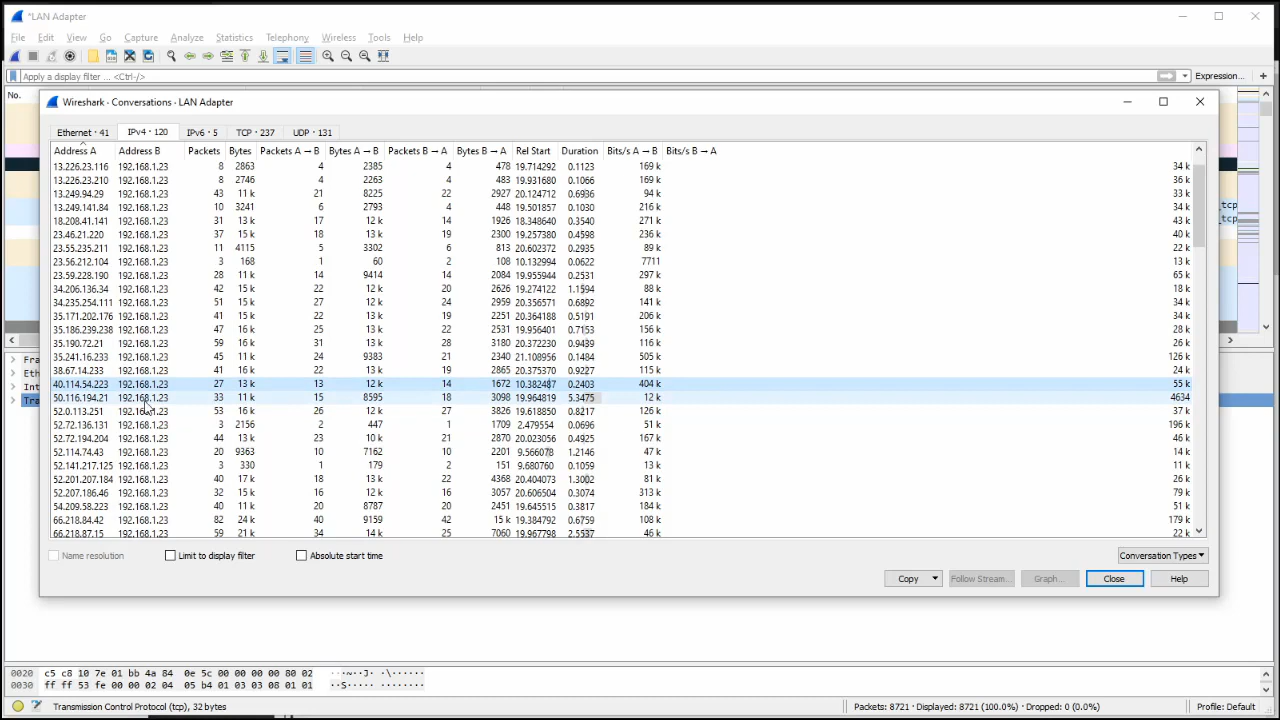 *LAN Adapter
File Edit View Go Capture Analyze Statistics Telephony Wireless Tools Help
Apply a display filter ... <Ctrl-/> Expression... +
No.
Wireshark · Conversations · LAN Adapter
Ethernet · 41 IPv4 · 120 IPv6 · 5 TCP · 237 UDP · 131
Address A Address B Packets Bytes Packets A → B Bytes A → B Packets B → A Bytes B → A Rel Start Duration Bits/s A → B Bits/s B → A
13.226.23.116 192.168.1.23 8 2863 4 2385 4 478 19.714292 0.1123 169 k 34 k
13.226.23.210 192.168.1.23 8 2746 4 2263 4 483 19.931680 0.1066 169 k 36 k
13.249.94.29 192.168.1.23 43 11 k 21 8225 22 2927 20.124712 0.6936 94 k 33 k
13.249.141.84 192.168.1.23 10 3241 6 2793 4 448 19.501857 0.1030 216 k 34 k
18.208.41.141 192.168.1.23 31 13 k 17 12 k 14 1926 18.348640 0.3540 271 k 43 k
23.46.21.220 192.168.1.23 37 15 k 18 13 k 19 2300 19.257380 0.4598 236 k 40 k
23.55.235.211 192.168.1.23 11 4115 5 3302 6 813 20.602372 0.2935 89 k 22 k
23.56.212.104 192.168.1.23 3 168 1 60 2 108 10.132994 0.0622 7711 13 k
23.59.228.190 192.168.1.23 28 11 k 14 9414 14 2084 19.955944 0.2531 297 k 65 k
34.206.136.34 192.168.1.23 42 15 k 22 12 k 20 2626 19.274122 1.1594 88 k 18 k
34.235.254.111 192.168.1.23 51 15 k 27 12 k 24 2959 20.356571 0.6892 141 k 34 k
35.171.202.176 192.168.1.23 41 15 k 22 13 k 19 2251 20.364188 0.5191 206 k 34 k
35.186.239.238 192.168.1.23 47 16 k 25 13 k 22 2531 19.956401 0.7153 156 k 28 k
35.190.72.21 192.168.1.23 59 16 k 31 13 k 28 3180 20.372230 0.9439 116 k 26 k
35.241.16.233 192.168.1.23 45 11 k 24 9383 21 2340 21.108956 0.1484 505 k 126 k
38.67.14.233 192.168.1.23 41 16 k 22 13 k 19 2865 20.375370 0.9227 115 k 24 k
40.114.54.223 192.168.1.23 27 13 k 13 12 k 14 1672 10.382487 0.2403 404 k 55 k
50.116.194.21 192.168.1.23 33 11 k 15 8595 18 3098 19.964819 5.3475 12 k 4634
52.0.113.251 192.168.1.23 53 16 k 26 12 k 27 3826 19.618850 0.8217 126 k 37 k
52.72.136.131 192.168.1.23 3 2156 2 447 1 1709 2.479554 0.0696 51 k 196 k
52.72.194.204 192.168.1.23 44 13 k 23 10 k 21 2870 20.023056 0.4925 167 k 46 k
52.114.74.43 192.168.1.23 20 9363 10 7162 10 2201 9.566078 1.2146 47 k 14 k
52.141.217.125 192.168.1.23 3 330 1 179 2 151 9.680760 0.1059 13 k 11 k
52.201.207.184 192.168.1.23 40 17 k 18 13 k 22 4368 20.404300 1.3002 81 k 26 k
52.207.186.46 192.168.1.23 32 15 k 16 12 k 16 3057 20.606504 0.3074 313 k 79 k
54.209.58.223 192.168.1.23 40 11 k 20 8787 20 2451 19.645515 0.3817 184 k 51 k
66.218.84.42 192.168.1.23 82 24 k 40 9159 42 15 k 19.384792 0.6759 108 k 179 k
66.218.87.15 192.168.1.23 59 21 k 34 14 k 25 7060 19.967798 2.5537 46 k 22 k
_tcp
_tcp
Fra
Eth
Int
Tra
Name resolution Limit to display filter Absolute start time Conversation Types
Copy Follow Stream... Graph... Close Help
0020 c5 c8 10 7e 01 bb 4a 84 0e 5c 00 00 00 00 80 02 ···~··J· ·\······
0030 ff ff 53 fe 00 00 02 04 05 b4 01 03 03 08 01 01 ··S····· ········
Transmission Control Protocol (tcp), 32 bytes Packets: 8721 · Displayed: 8721 (100.0%) · Dropped: 0 (0.0%) Profile: Default